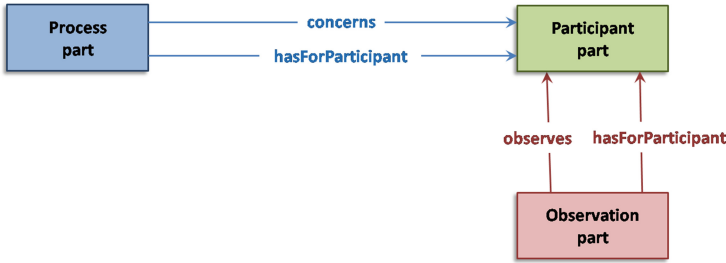 Process
part
concerns
hasForParticipant
Participant
part
observes
hasForParticipant
Observation
part